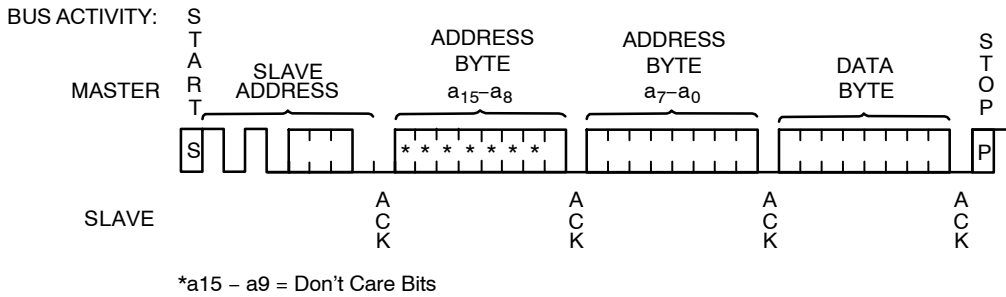 BUS ACTIVITY:
MASTER
START
SLAVE
ADDRESS
ADDRESS
BYTE
a15–a8
ADDRESS
BYTE
a7–a0
DATA
BYTE
STOP
S
* * * * * * *
P
SLAVE
ACK
ACK
ACK
ACK
*a15 – a9 = Don't Care Bits